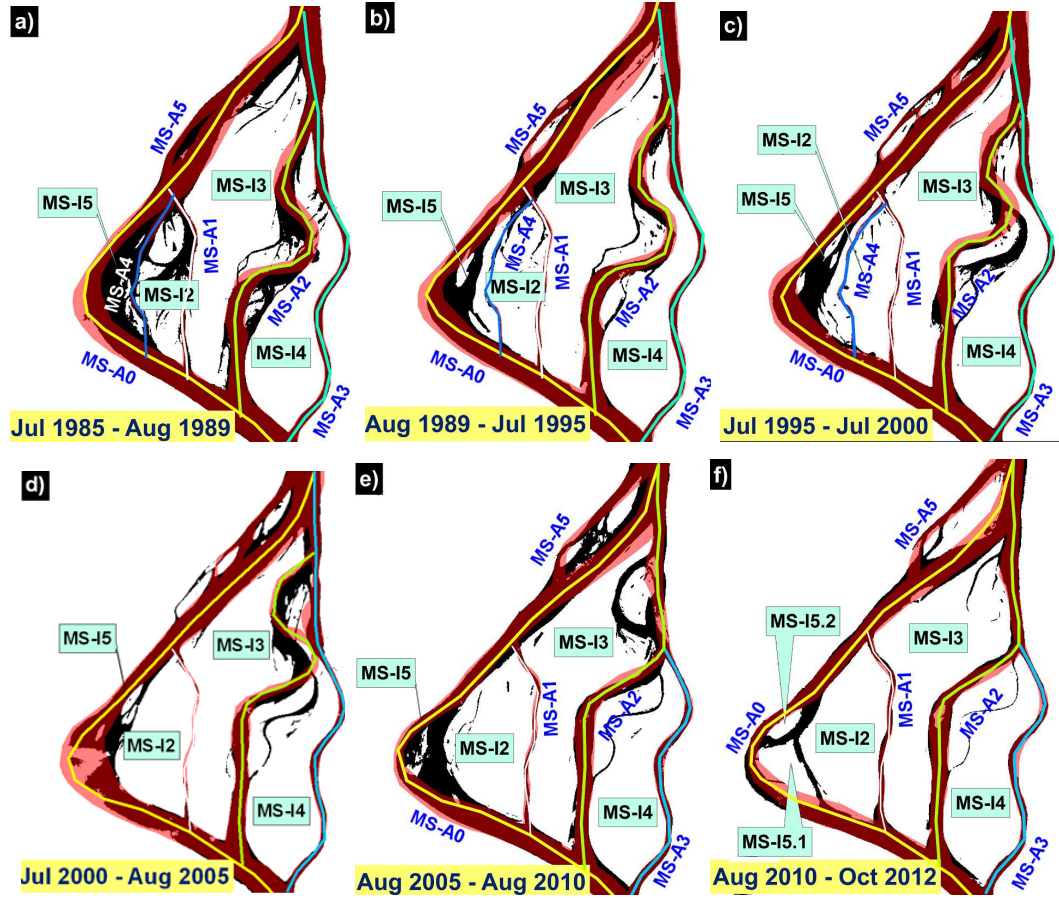 a)
MS-A5
MS-I3
MS-I5
MS-A1
MS-A4
MS-I2
MS-A2
MS-I4
MS-A0
MS-A3
Jul 1985 - Aug 1989
b)
MS-A5
MS-I3
MS-I5
MS-A4
MS-A1
MS-I2
MS-A2
MS-I4
MS-A0
MS-A3
Aug 1989 - Jul 1995
c)
MS-A5
MS-I2
MS-I3
MS-I5
MS-A4
MS-A1
MS-A2
MS-I4
MS-A0
MS-A3
Jul 1995 - Jul 2000
d)
MS-I5
MS-I3
MS-I2
MS-I4
Jul 2000 - Aug 2005
e)
MS-A5
MS-I3
MS-I5
MS-A1
MS-A2
MS-I2
MS-I4
MS-A0
MS-A3
Aug 2005 - Aug 2010
f)
MS-A5
MS-I5.2
MS-I3
MS-A0
MS-A1
MS-A2
MS-I2
MS-I4
MS-I5.1
MS-A3
Aug 2010 - Oct 2012